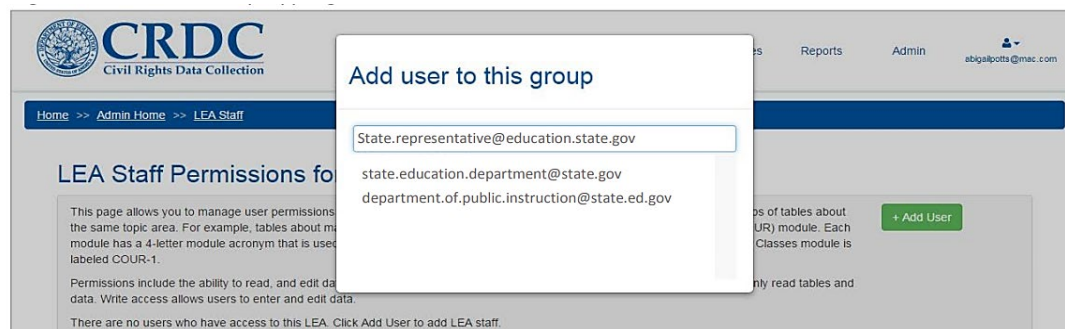 CRDC
Civil Rights Data Collection
es Reports Admin
abigailpotts@mac.com
Add user to this group
Home >> Admin Home >> LEA Staff
State.representative@education.state.gov
state.education.department@state.gov
department.of.public.instruction@state.ed.gov
LEA Staff Permissions fo
This page allows you to manage user permissions
the same topic area. For example, tables about ma
module has a 4-letter module acronym that is used
labeled COUR-1.
ps of tables about
UR) module. Each
Classes module is
+ Add User
Permissions include the ability to read, and edit da
nly read tables and
data. Write access allows users to enter and edit data.
There are no users who have access to this LEA. Click Add User to add LEA staff.